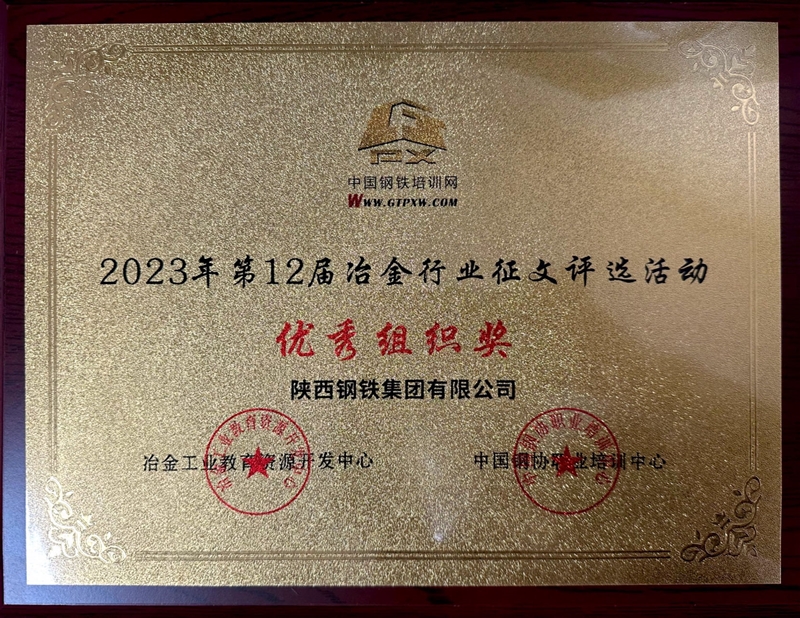 中国钢铁培训网
WWW.GTPXW.COM
2023年第12届冶金行业征文评选活动
优秀组织奖
陕西钢铁集团有限公司
冶金工业教育资源开发中心
中国钢协职业培训中心